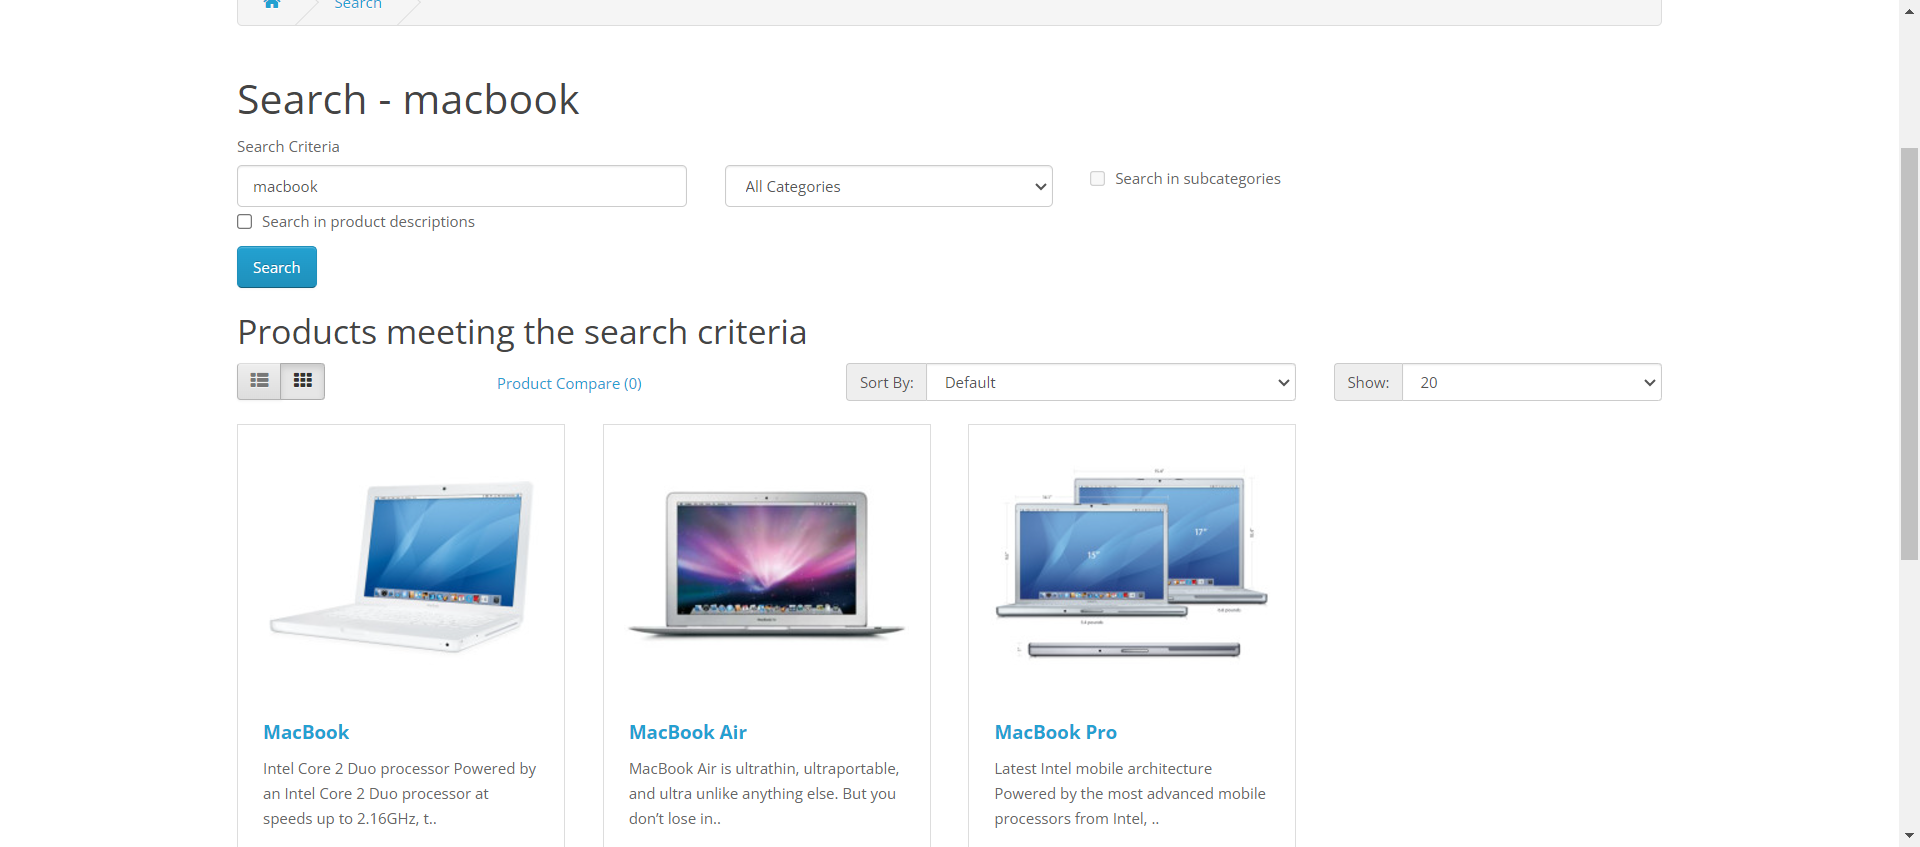 Search
Search - macbook
Search Criteria
macbook
All Categories
Search in subcategories
Search in product descriptions
Search
Products meeting the search criteria
Product Compare (0)
Sort By:
Default
Show:
20
15"
17"
MacBook
Intel Core 2 Duo processor Powered by
an Intel Core 2 Duo processor at
speeds up to 2.16GHz, t..
MacBook Air
MacBook Air is ultrathin, ultraportable,
and ultra unlike anything else. But you
don’t lose in..
MacBook Pro
Latest Intel mobile architecture
Powered by the most advanced mobile
processors from Intel, ..